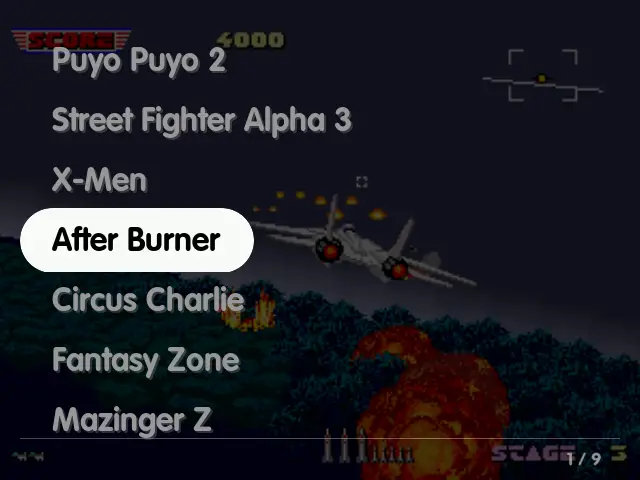 SCORE 4000
Puyo Puyo 2
Street Fighter Alpha 3
X-Men
After Burner
Circus Charlie
Fantasy Zone
Mazinger Z
STAGE 3
1 / 9